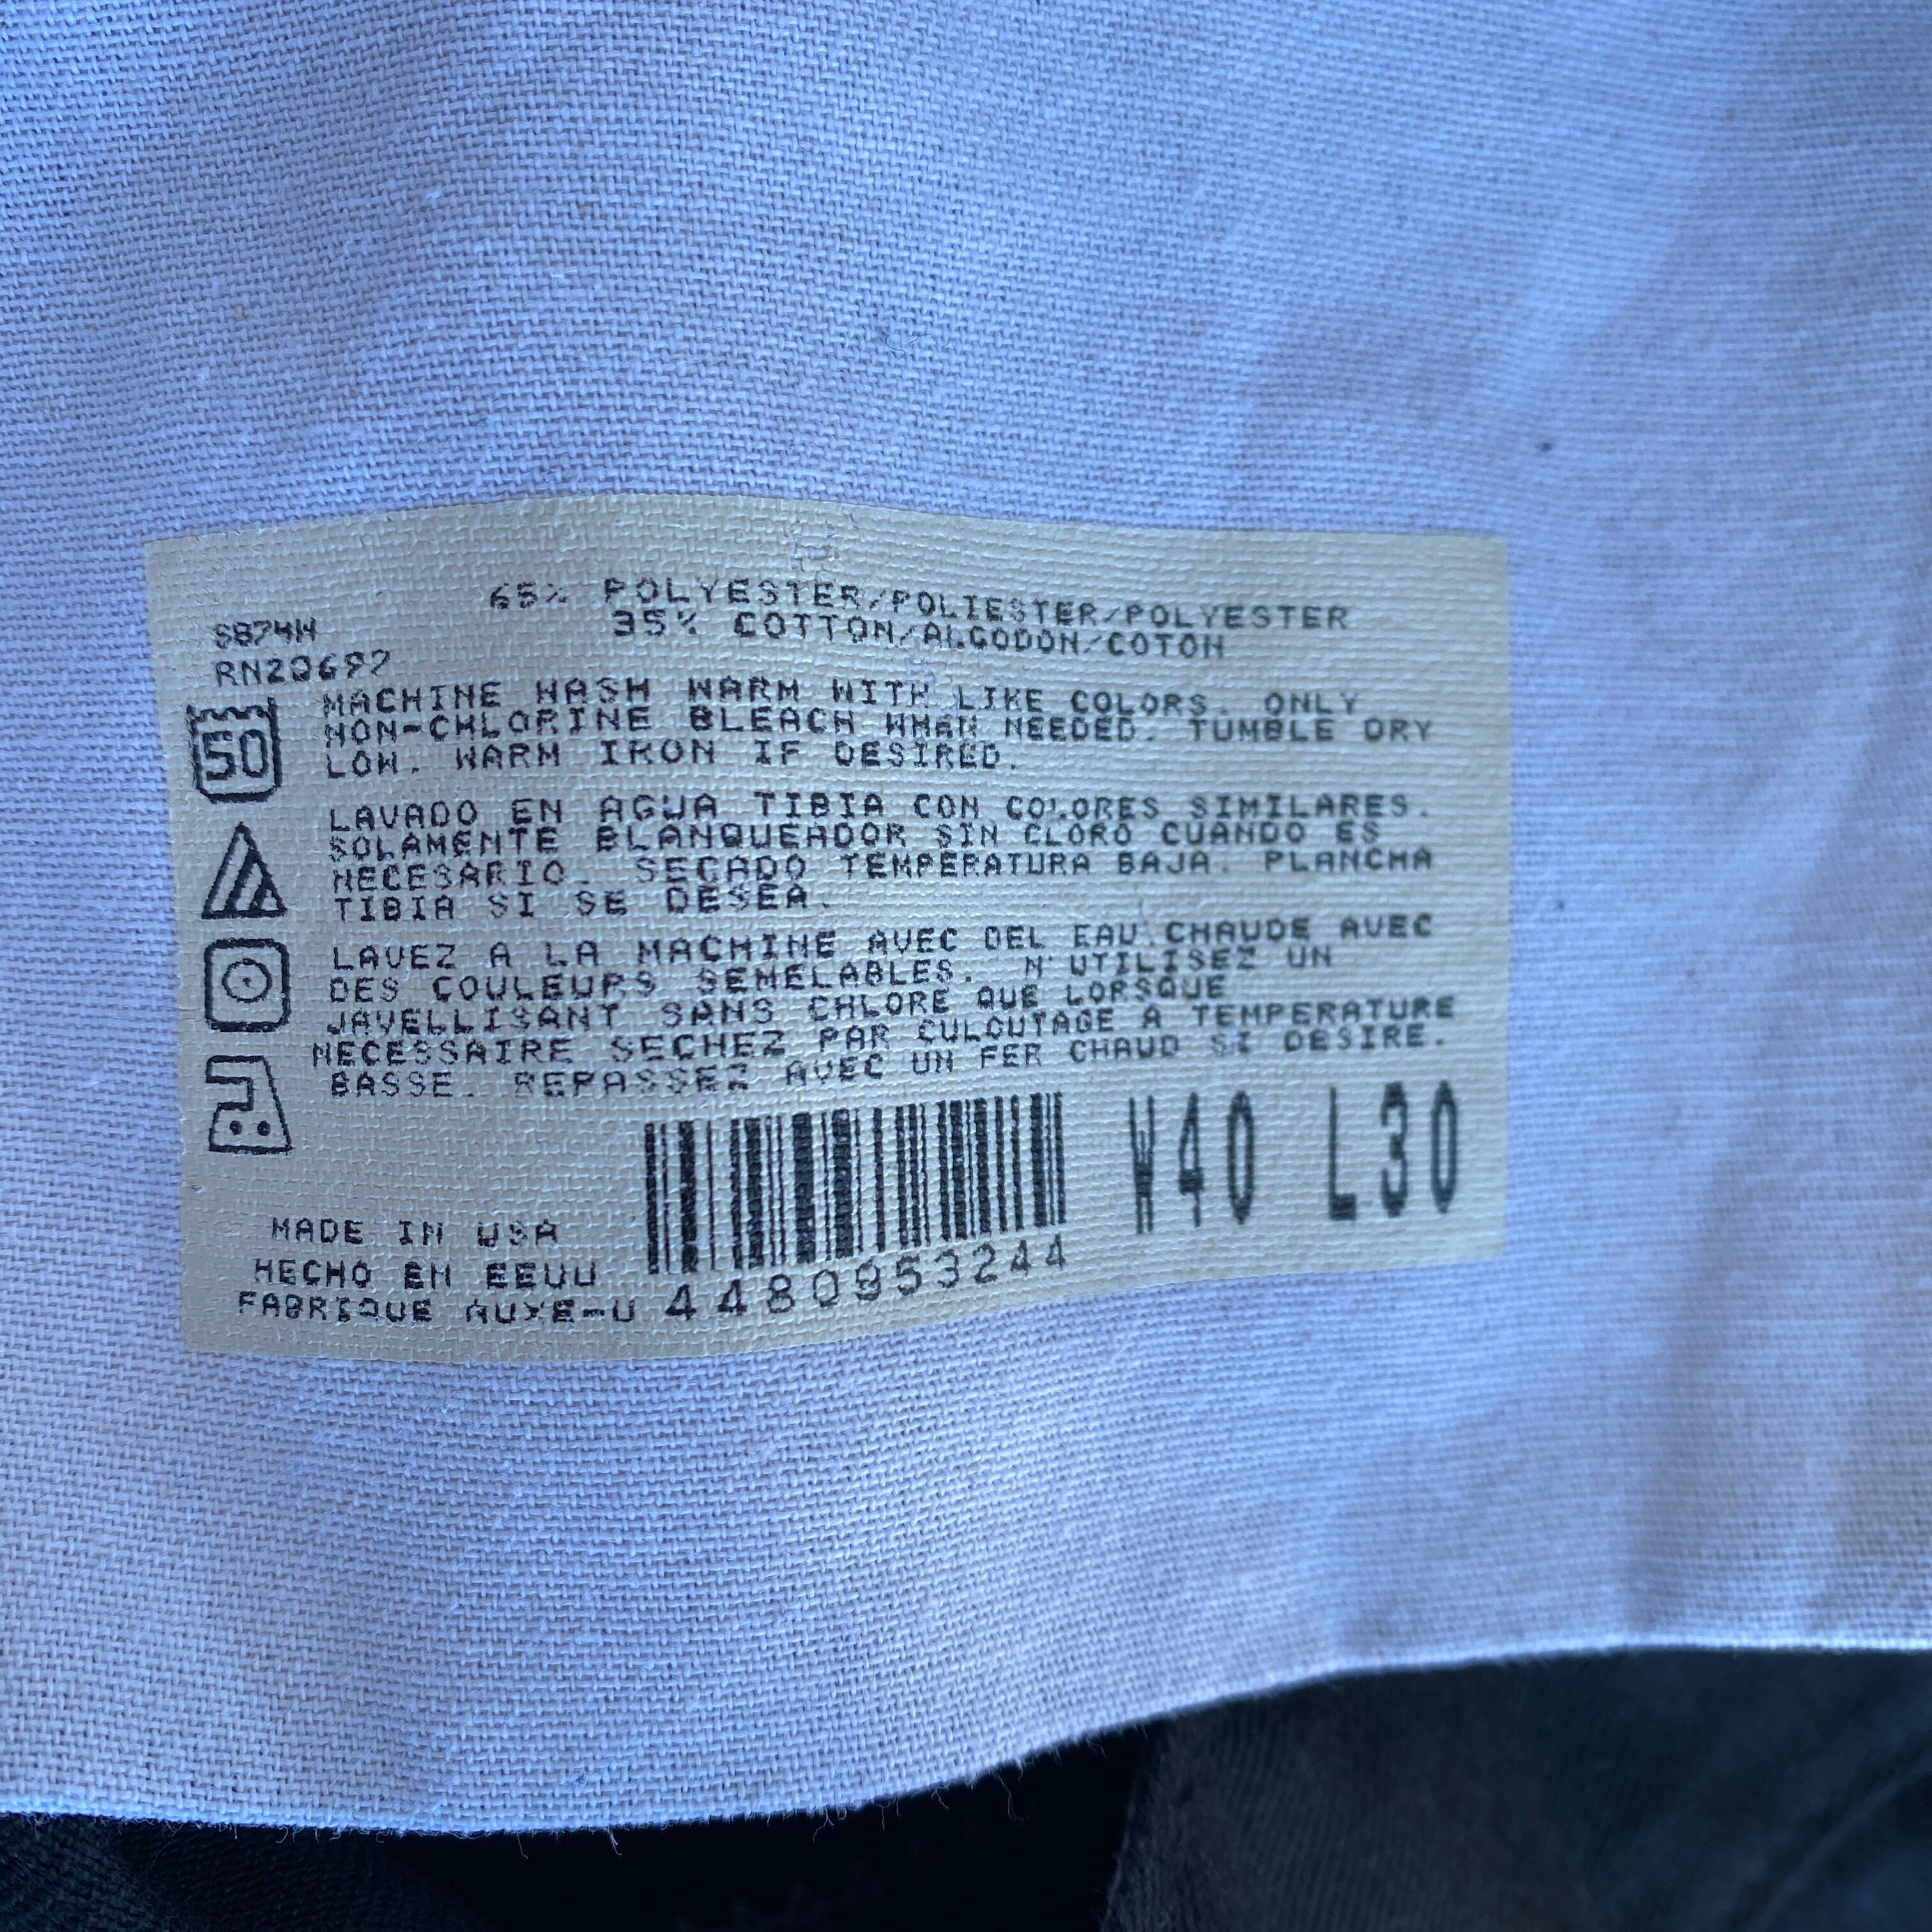 65% POLYESTER/POLIESTER/POLYESTER
35% COTTON/ALGODON/COTON
S874W
RN20697
50
MACHINE WASH WARM WITH LIKE COLORS. ONLY
NON-CHLORINE BLEACH WHEN NEEDED. TUMBLE DRY
LOW. WARM IRON IF DESIRED.
LAVADO EN AGUA TIBIA CON COLORES SIMILARES.
SOLAMENTE BLANQUEADOR SIN CLORO CUANDO ES
NECESARIO. SECADO TEMPERATURA BAJA. PLANCHA
TIBIA SI SE DESEA.
LAVEZ A LA MACHINE AVEC DEL EAU CHAUDE AVEC
DES COULEURS SEMELABLES. N'UTILISEZ UN
JAVELLISANT SANS CHLORE QUE LORSQUE
NECESSAIRE SECHEZ PAR CULOUTAGE A TEMPERATURE
BASSE. REPASSEZ AVEC UN FER CHAUD SI DESIRE.
W40 L30
MADE IN USA
HECHO EN EEUU
FABRIQUE AUXE-U
4480953244